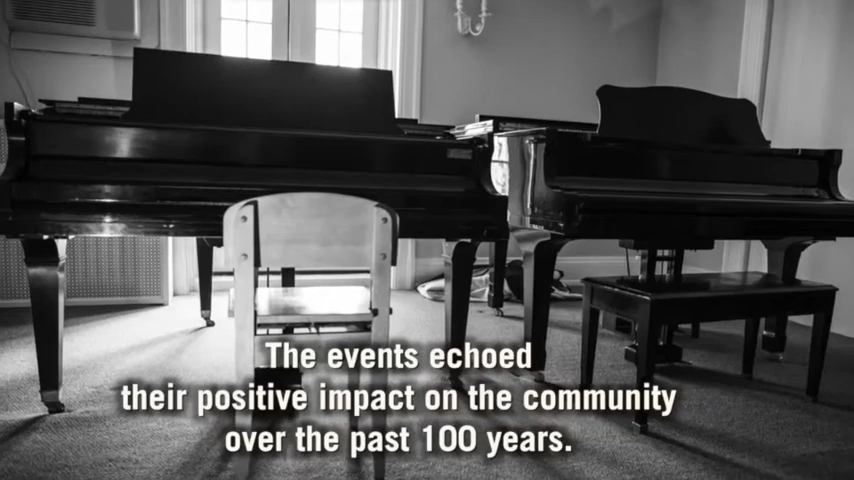 The events echoed
their positive impact on the community
over the past 100 years.